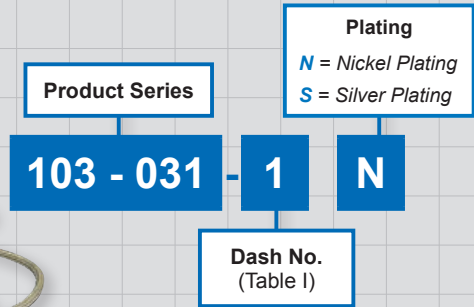 Plating
N = Nickel Plating
S = Silver Plating
Product Series
103 - 031 - 1 N
Dash No.
(Table I)